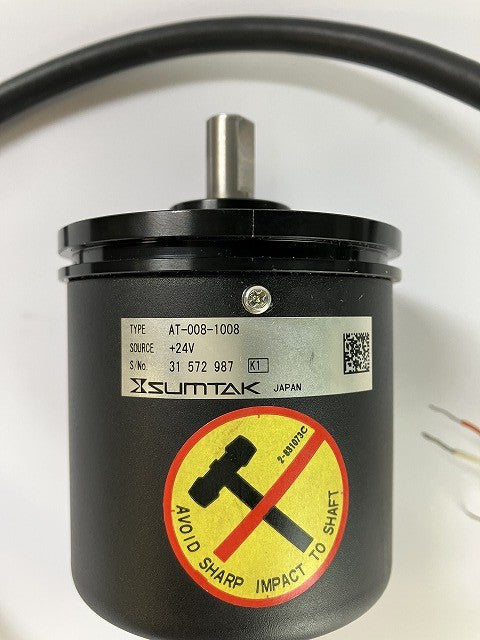 TYPE AT-008-1008
SOURCE +24V
S/No. 31 572 987 K1
SUMTAK JAPAN
2-831073C
AVOID SHARP IMPACT TO SHAFT